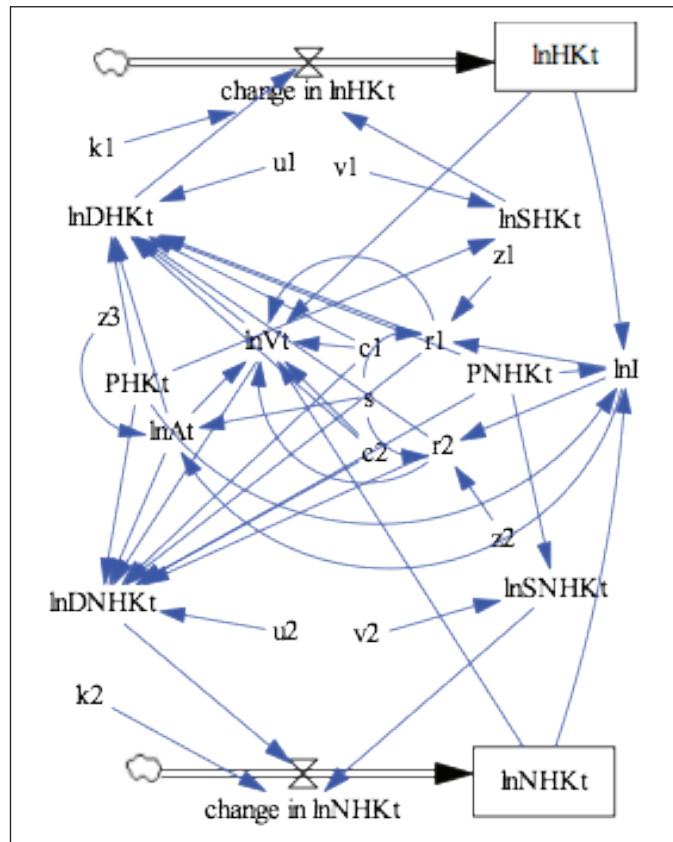 lnHKt
change in lnHKt
k1
u1
v1
lnDHKt
lnSHKt
z1
z3
lnVt
c1
r1
PHKt
PNHKt
lnI
s
lnAt
c2
r2
z2
lnDNHKt
lnSNHKt
u2
v2
k2
lnNHKt
change in lnNHKt